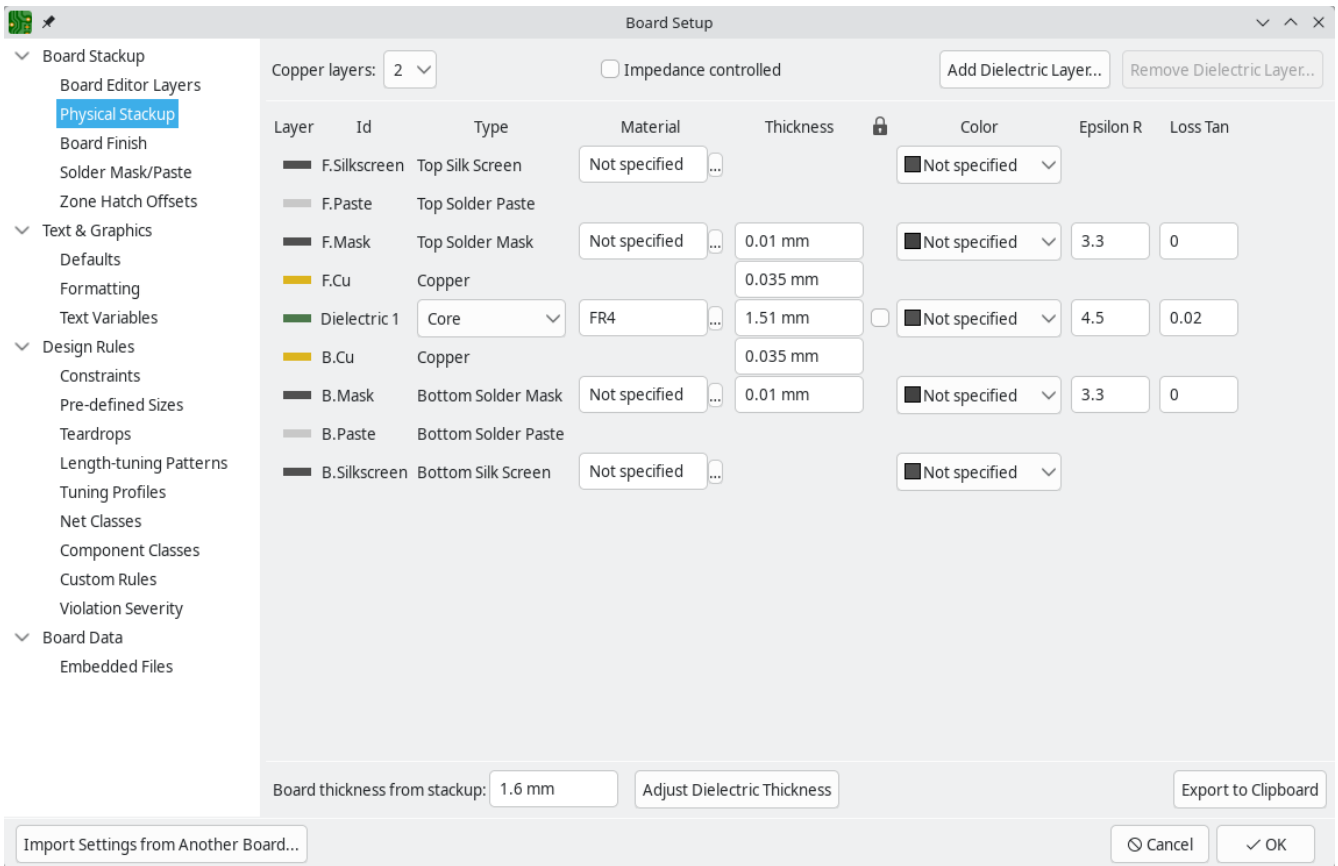 Board Setup
Board Stackup
Board Editor Layers
Physical Stackup
Board Finish
Solder Mask/Paste
Zone Hatch Offsets
Text & Graphics
Defaults
Formatting
Text Variables
Design Rules
Constraints
Pre-defined Sizes
Teardrops
Length-tuning Patterns
Tuning Profiles
Net Classes
Component Classes
Custom Rules
Violation Severity
Board Data
Embedded Files
Copper layers: 2 Impedance controlled Add Dielectric Layer... Remove Dielectric Layer...
Layer Id Type Material Thickness Color Epsilon R Loss Tan
F.Silkscreen Top Silk Screen Not specified ... Not specified
F.Paste Top Solder Paste
F.Mask Top Solder Mask Not specified ... 0.01 mm Not specified 3.3 0
F.Cu Copper 0.035 mm
Dielectric 1 Core FR4 ... 1.51 mm Not specified 4.5 0.02
B.Cu Copper 0.035 mm
B.Mask Bottom Solder Mask Not specified ... 0.01 mm Not specified 3.3 0
B.Paste Bottom Solder Paste
B.Silkscreen Bottom Silk Screen Not specified ... Not specified
Board thickness from stackup: 1.6 mm Adjust Dielectric Thickness Export to Clipboard
Import Settings from Another Board... Cancel OK